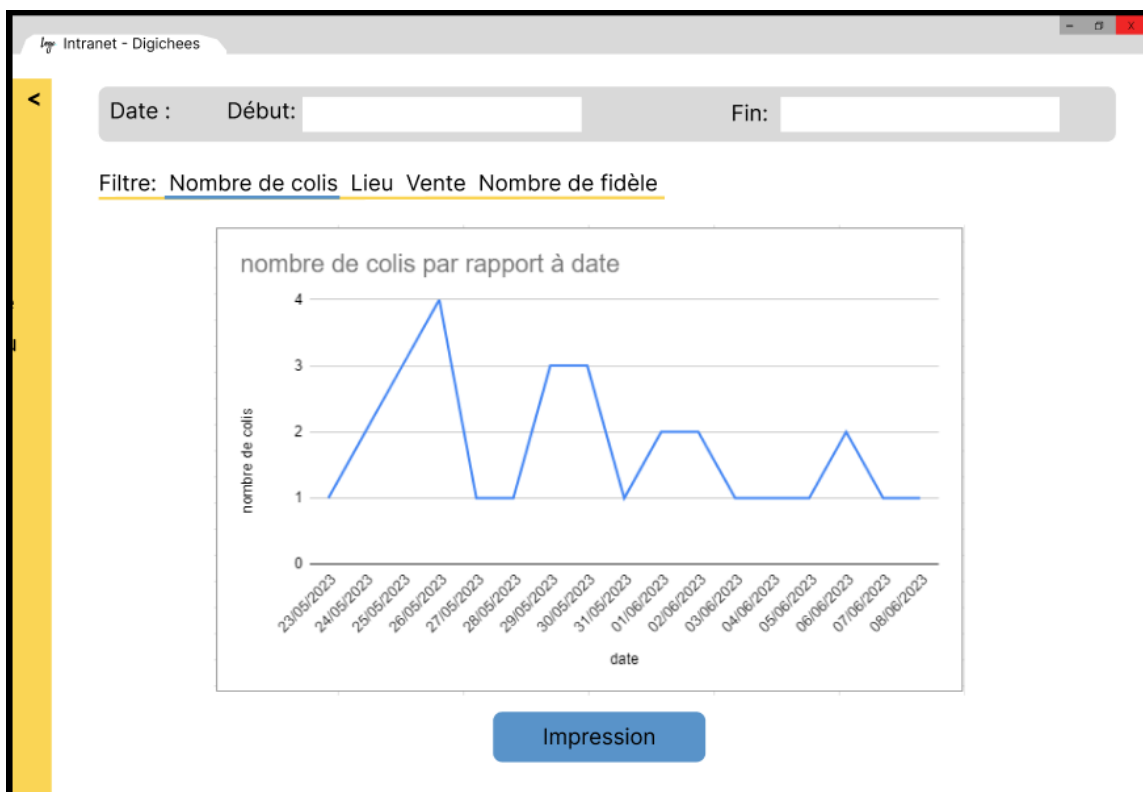 logo Intranet - Digichees
- X
<
Date : Début: Fin:
Filtre: Nombre de colis Lieu Vente Nombre de fidèle
nombre de colis par rapport à date
4
3
2
1
0
nombre de colis
23/05/2023 24/05/2023 25/05/2023 26/05/2023 27/05/2023 28/05/2023 29/05/2023 30/05/2023 31/05/2023 01/06/2023 02/06/2023 03/06/2023 04/06/2023 05/06/2023 06/06/2023 07/06/2023 08/06/2023
date
Impression